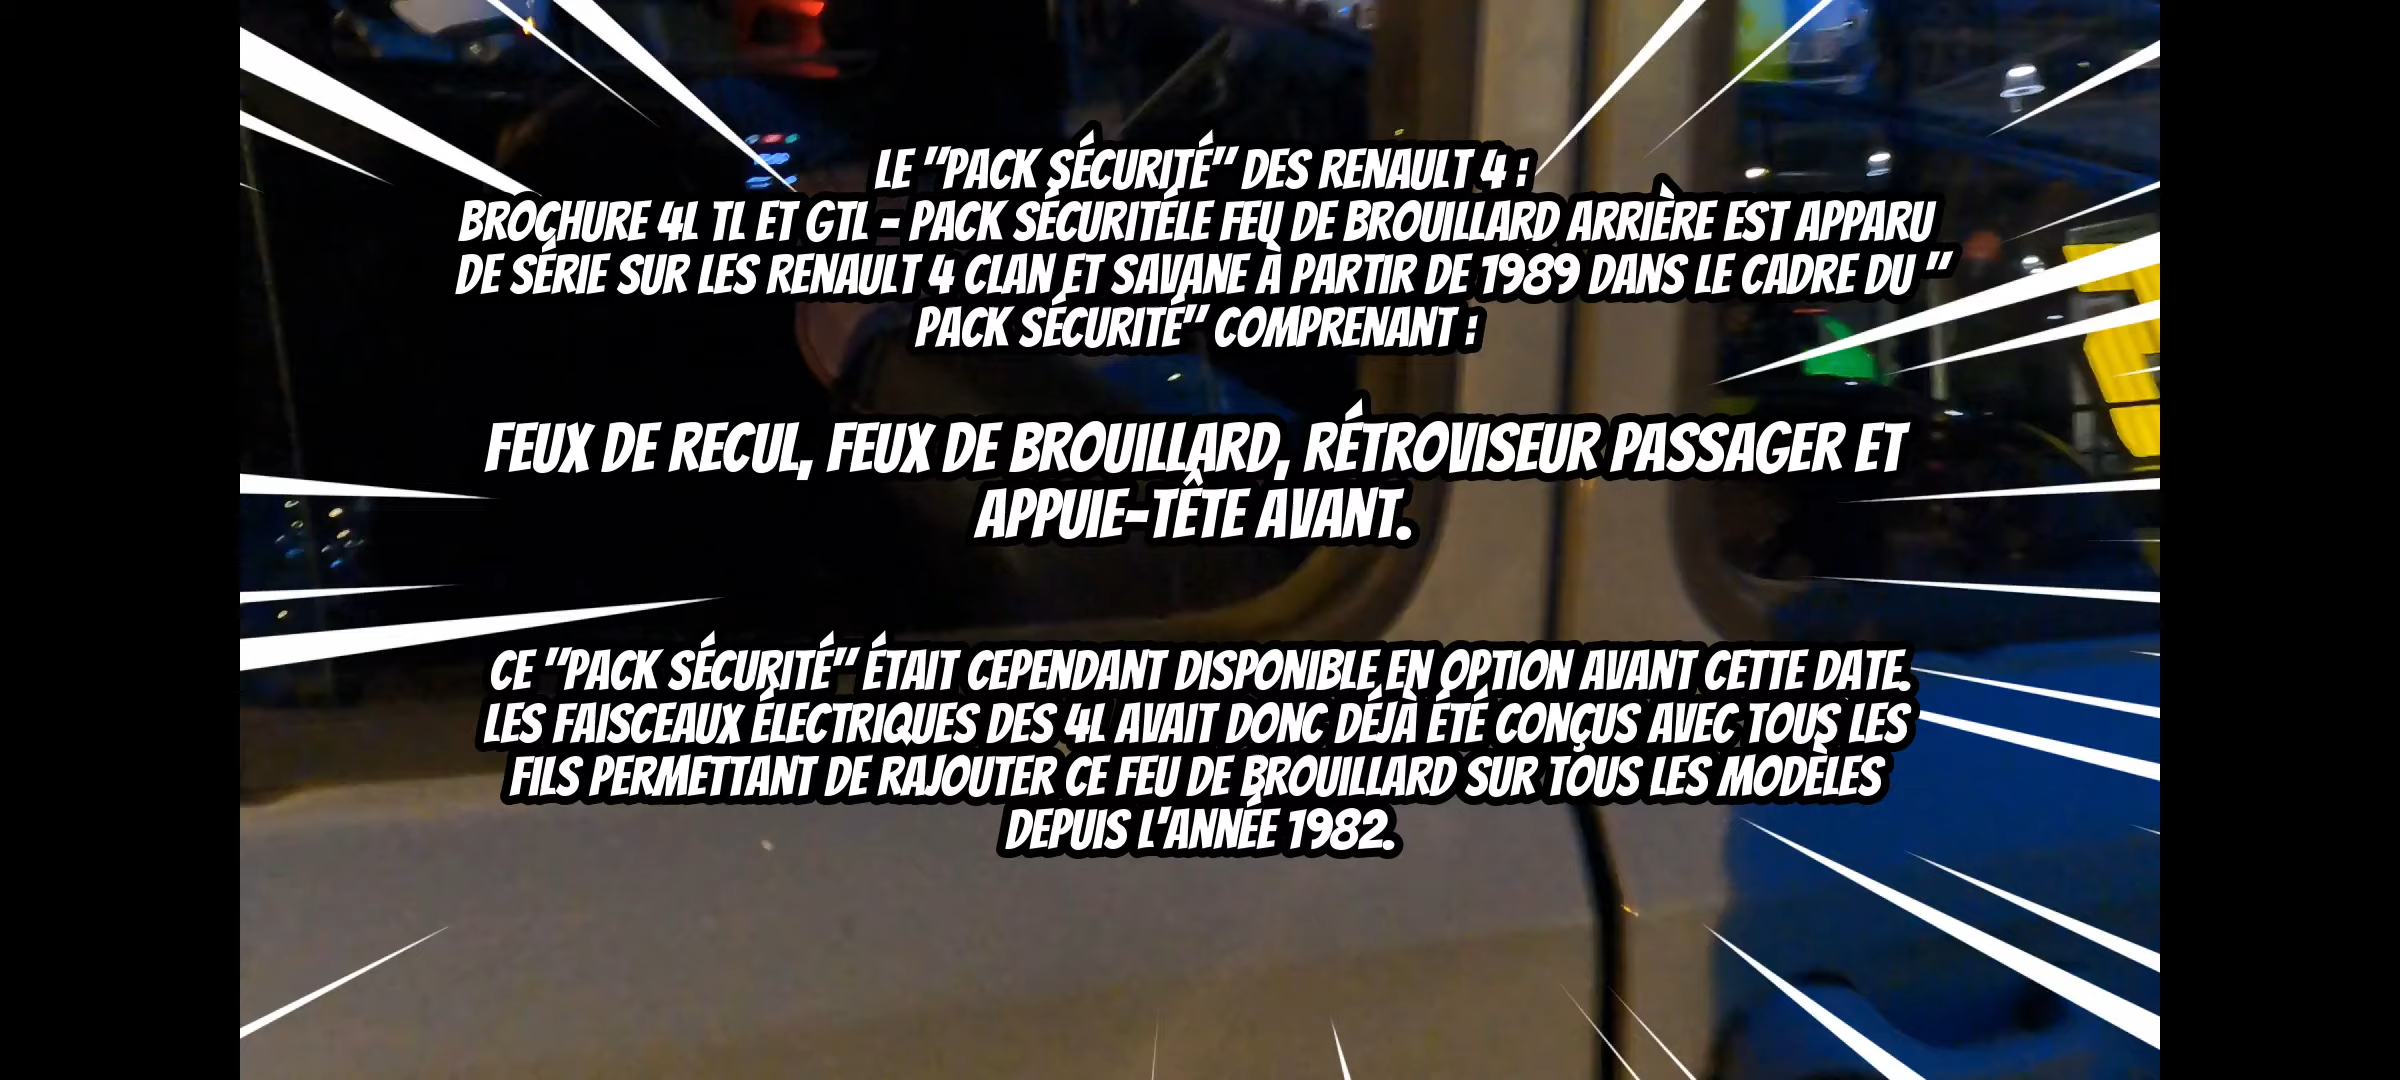 LE "PACK SÉCURITÉ" DES RENAULT 4 :
BROCHURE 4L TL ET GTL - PACK SÉCURITÉLE FEU DE BROUILLARD ARRIÈRE EST APPARU
DE SÉRIE SUR LES RENAULT 4 CLAN ET SAVANE À PARTIR DE 1989 DANS LE CADRE DU "
PACK SÉCURITÉ" COMPRENANT :
FEUX DE RECUL, FEUX DE BROUILLARD, RÉTROVISEUR PASSAGER ET
APPUIE-TÊTE AVANT.
CE "PACK SÉCURITÉ" ÉTAIT CEPENDANT DISPONIBLE EN OPTION AVANT CETTE DATE.
LES FAISCEAUX ÉLECTRIQUES DES 4L AVAIT DONC DÉJÀ ÉTÉ CONÇUS AVEC TOUS LES
FILS PERMETTANT DE RAJOUTER CE FEU DE BROUILLARD SUR TOUS LES MODÈLES
DEPUIS L'ANNÉE 1982.